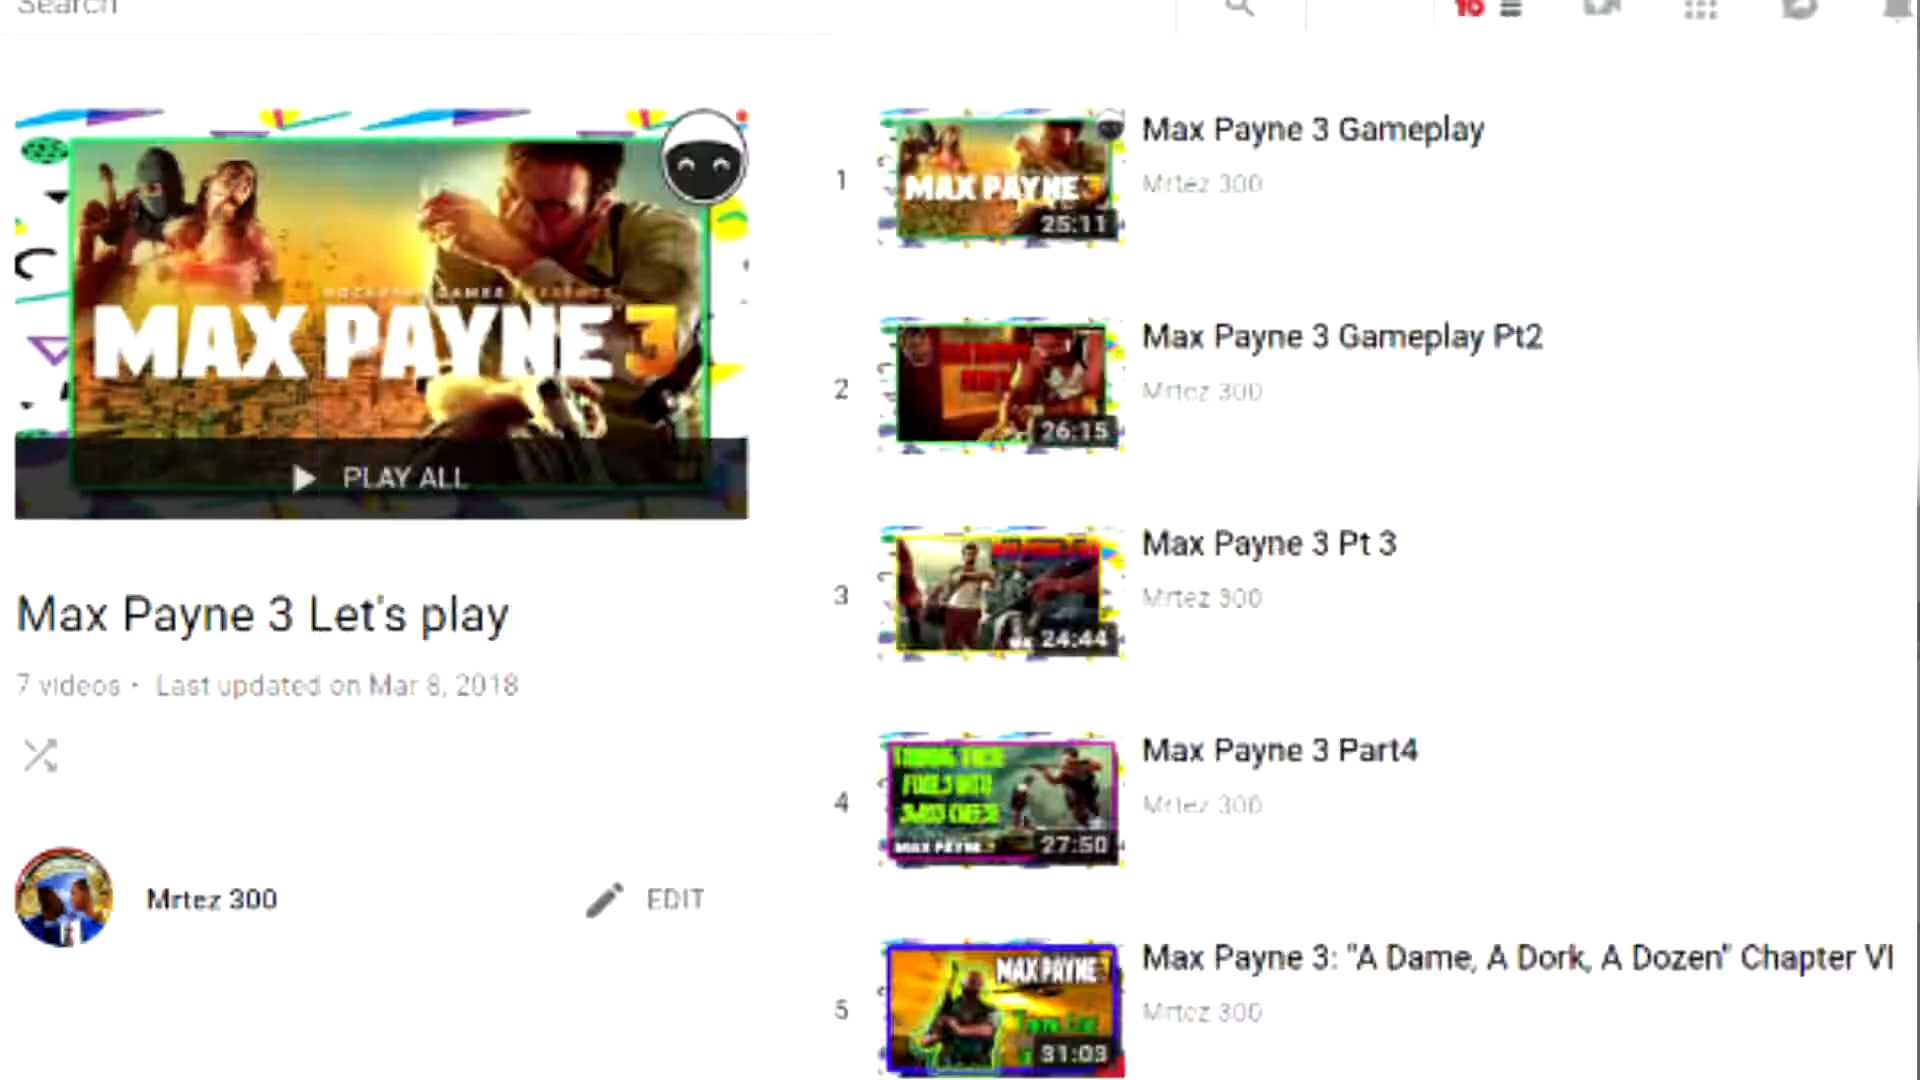 Search
MAX PAYNE 3
PLAY ALL
Max Payne 3 Let's play
7 videos • Last updated on Mar 8, 2018
Mrtez 300
EDIT
1
MAX PAYNE 3
25:11
Max Payne 3 Gameplay
Mrtez 300
2
26:15
Max Payne 3 Gameplay Pt2
Mrtez 300
3
24:44
Max Payne 3 Pt 3
Mrtez 300
4
MAX PAYNE
27:50
Max Payne 3 Part4
Mrtez 300
5
MAX PAYNE
31:03
Max Payne 3: "A Dame, A Dork, A Dozen" Chapter VI
Mrtez 300